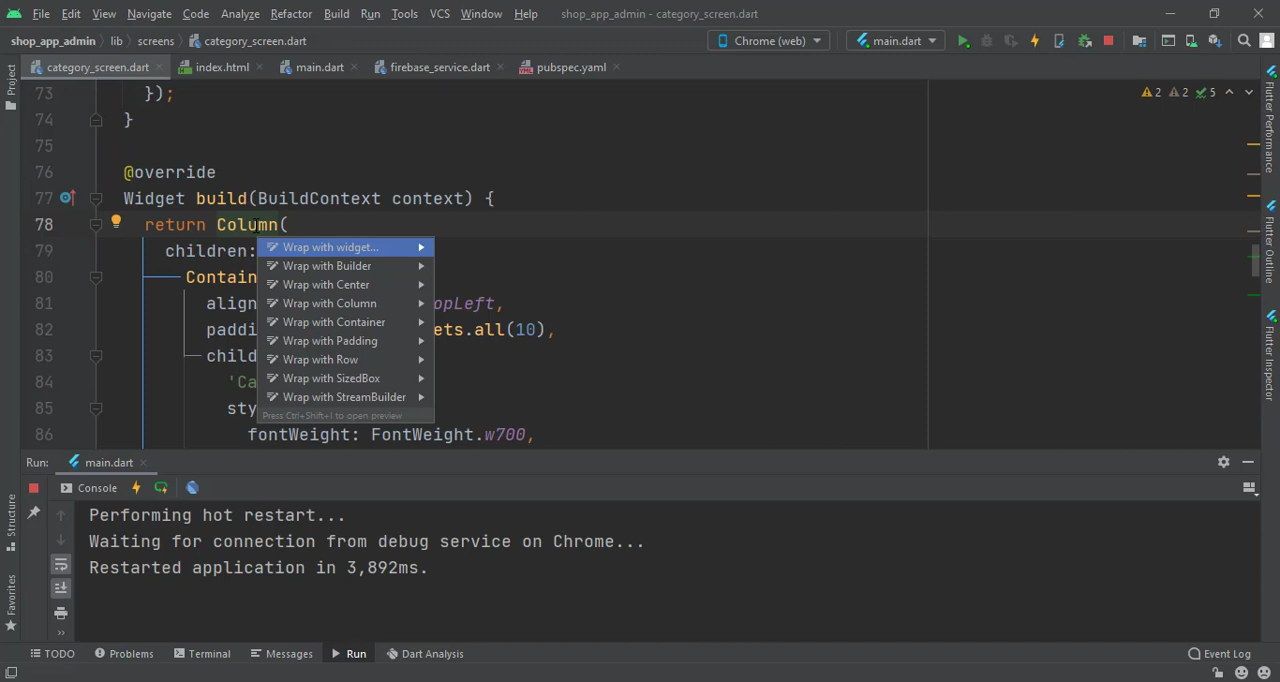 File Edit View Navigate Code Analyze Refactor Build Run Tools VCS Window Help shop_app_admin - category_screen.dart
shop_app_admin lib screens category_screen.dart Chrome (web) main.dart
category_screen.dart index.html main.dart firebase_service.dart pubspec.yaml
Project
Structure
Favorites
Flutter Performance
Flutter Outline
Flutter Inspector
2 2 5
73 });
74 }
75
76 @override
77 Widget build(BuildContext context) {
78 return Column(
79 children:
80 Contain
81 align opLeft,
82 paddi ets.all(10),
83 child
84 'Ca
85 sty
86 fontWeight: FontWeight.w700,
Wrap with widget...
Wrap with Builder
Wrap with Center
Wrap with Column
Wrap with Container
Wrap with Padding
Wrap with Row
Wrap with SizedBox
Wrap with StreamBuilder
Press Ctrl+Shift+I to open preview
Run: main.dart
Console
Performing hot restart...
Waiting for connection from debug service on Chrome...
Restarted application in 3,892ms.
TODO Problems Terminal Messages Run Dart Analysis Event Log